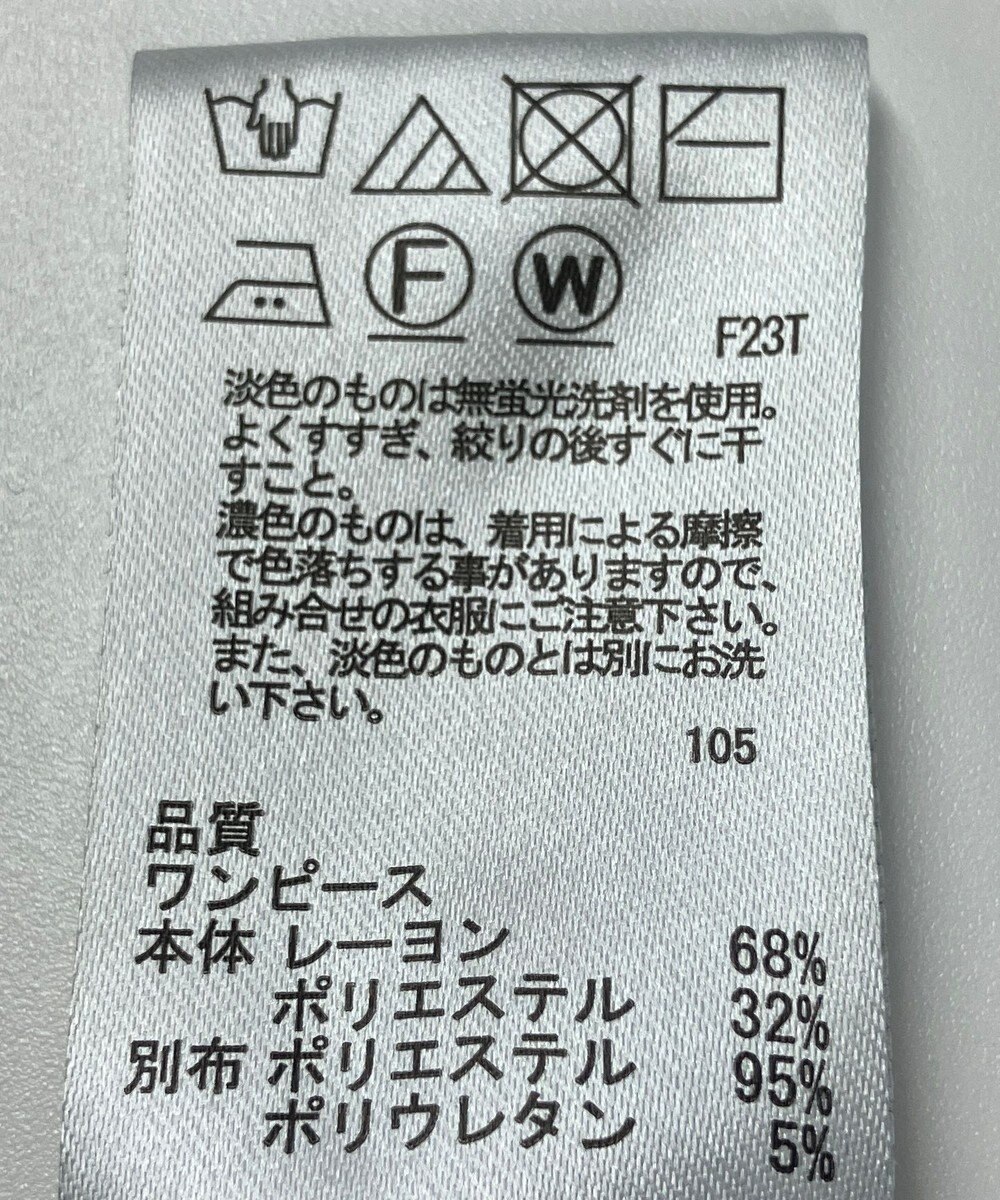 F
W
F23T
淡色のものは無蛍光洗剤を使用。
よくすすぎ、絞りの後すぐに干
すこと。
濃色のものは、着用による摩擦
で色落ちする事がありますので、
組み合せの衣服にご注意下さい。
また、淡色のものとは別にお洗
い下さい。
105
品質
ワンピース
本体 レーヨン 68%
ポリエステル 32%
別布 ポリエステル 95%
ポリウレタン 5%